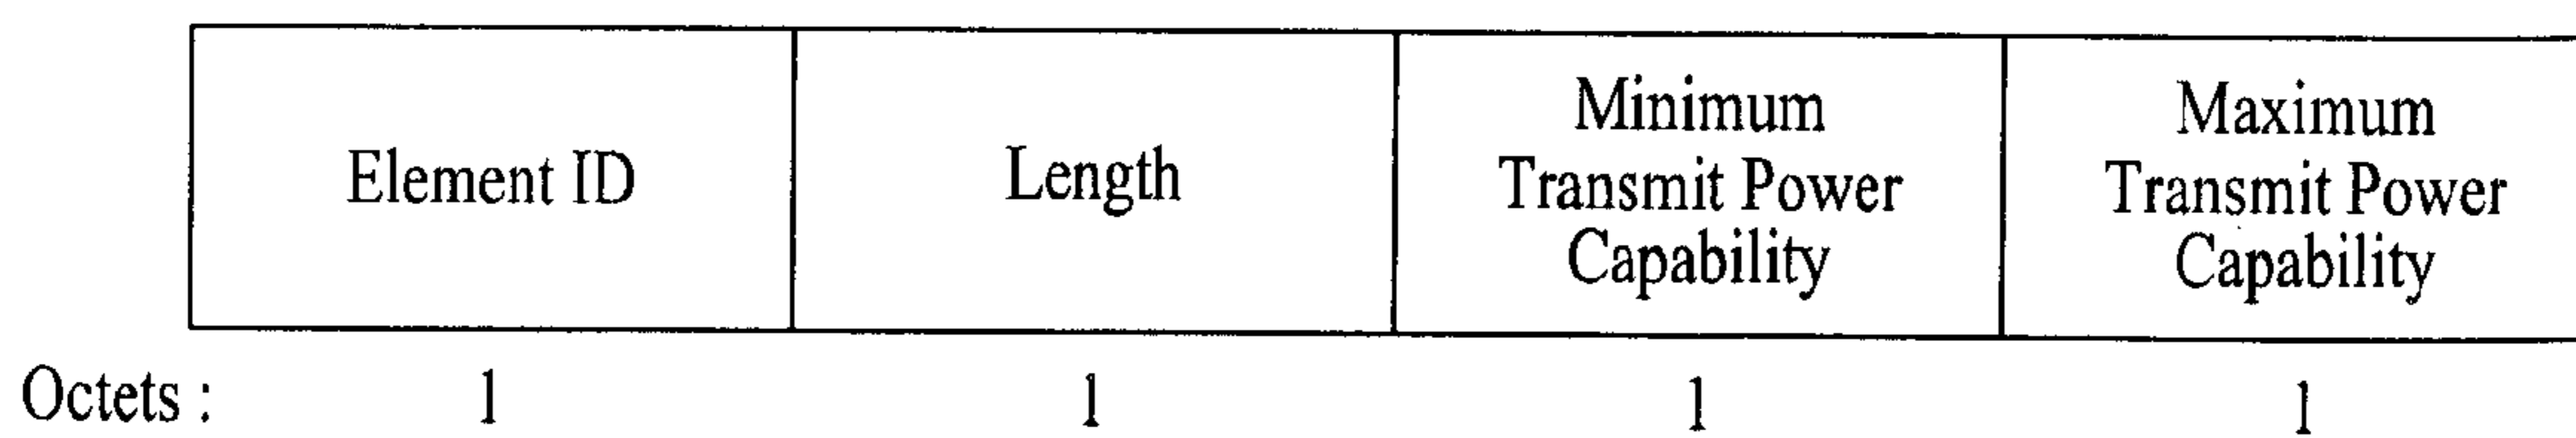 Element ID
Length
Minimum
Transmit Power
Capability
Maximum
Transmit Power
Capability
Octets : 1 1 1 1